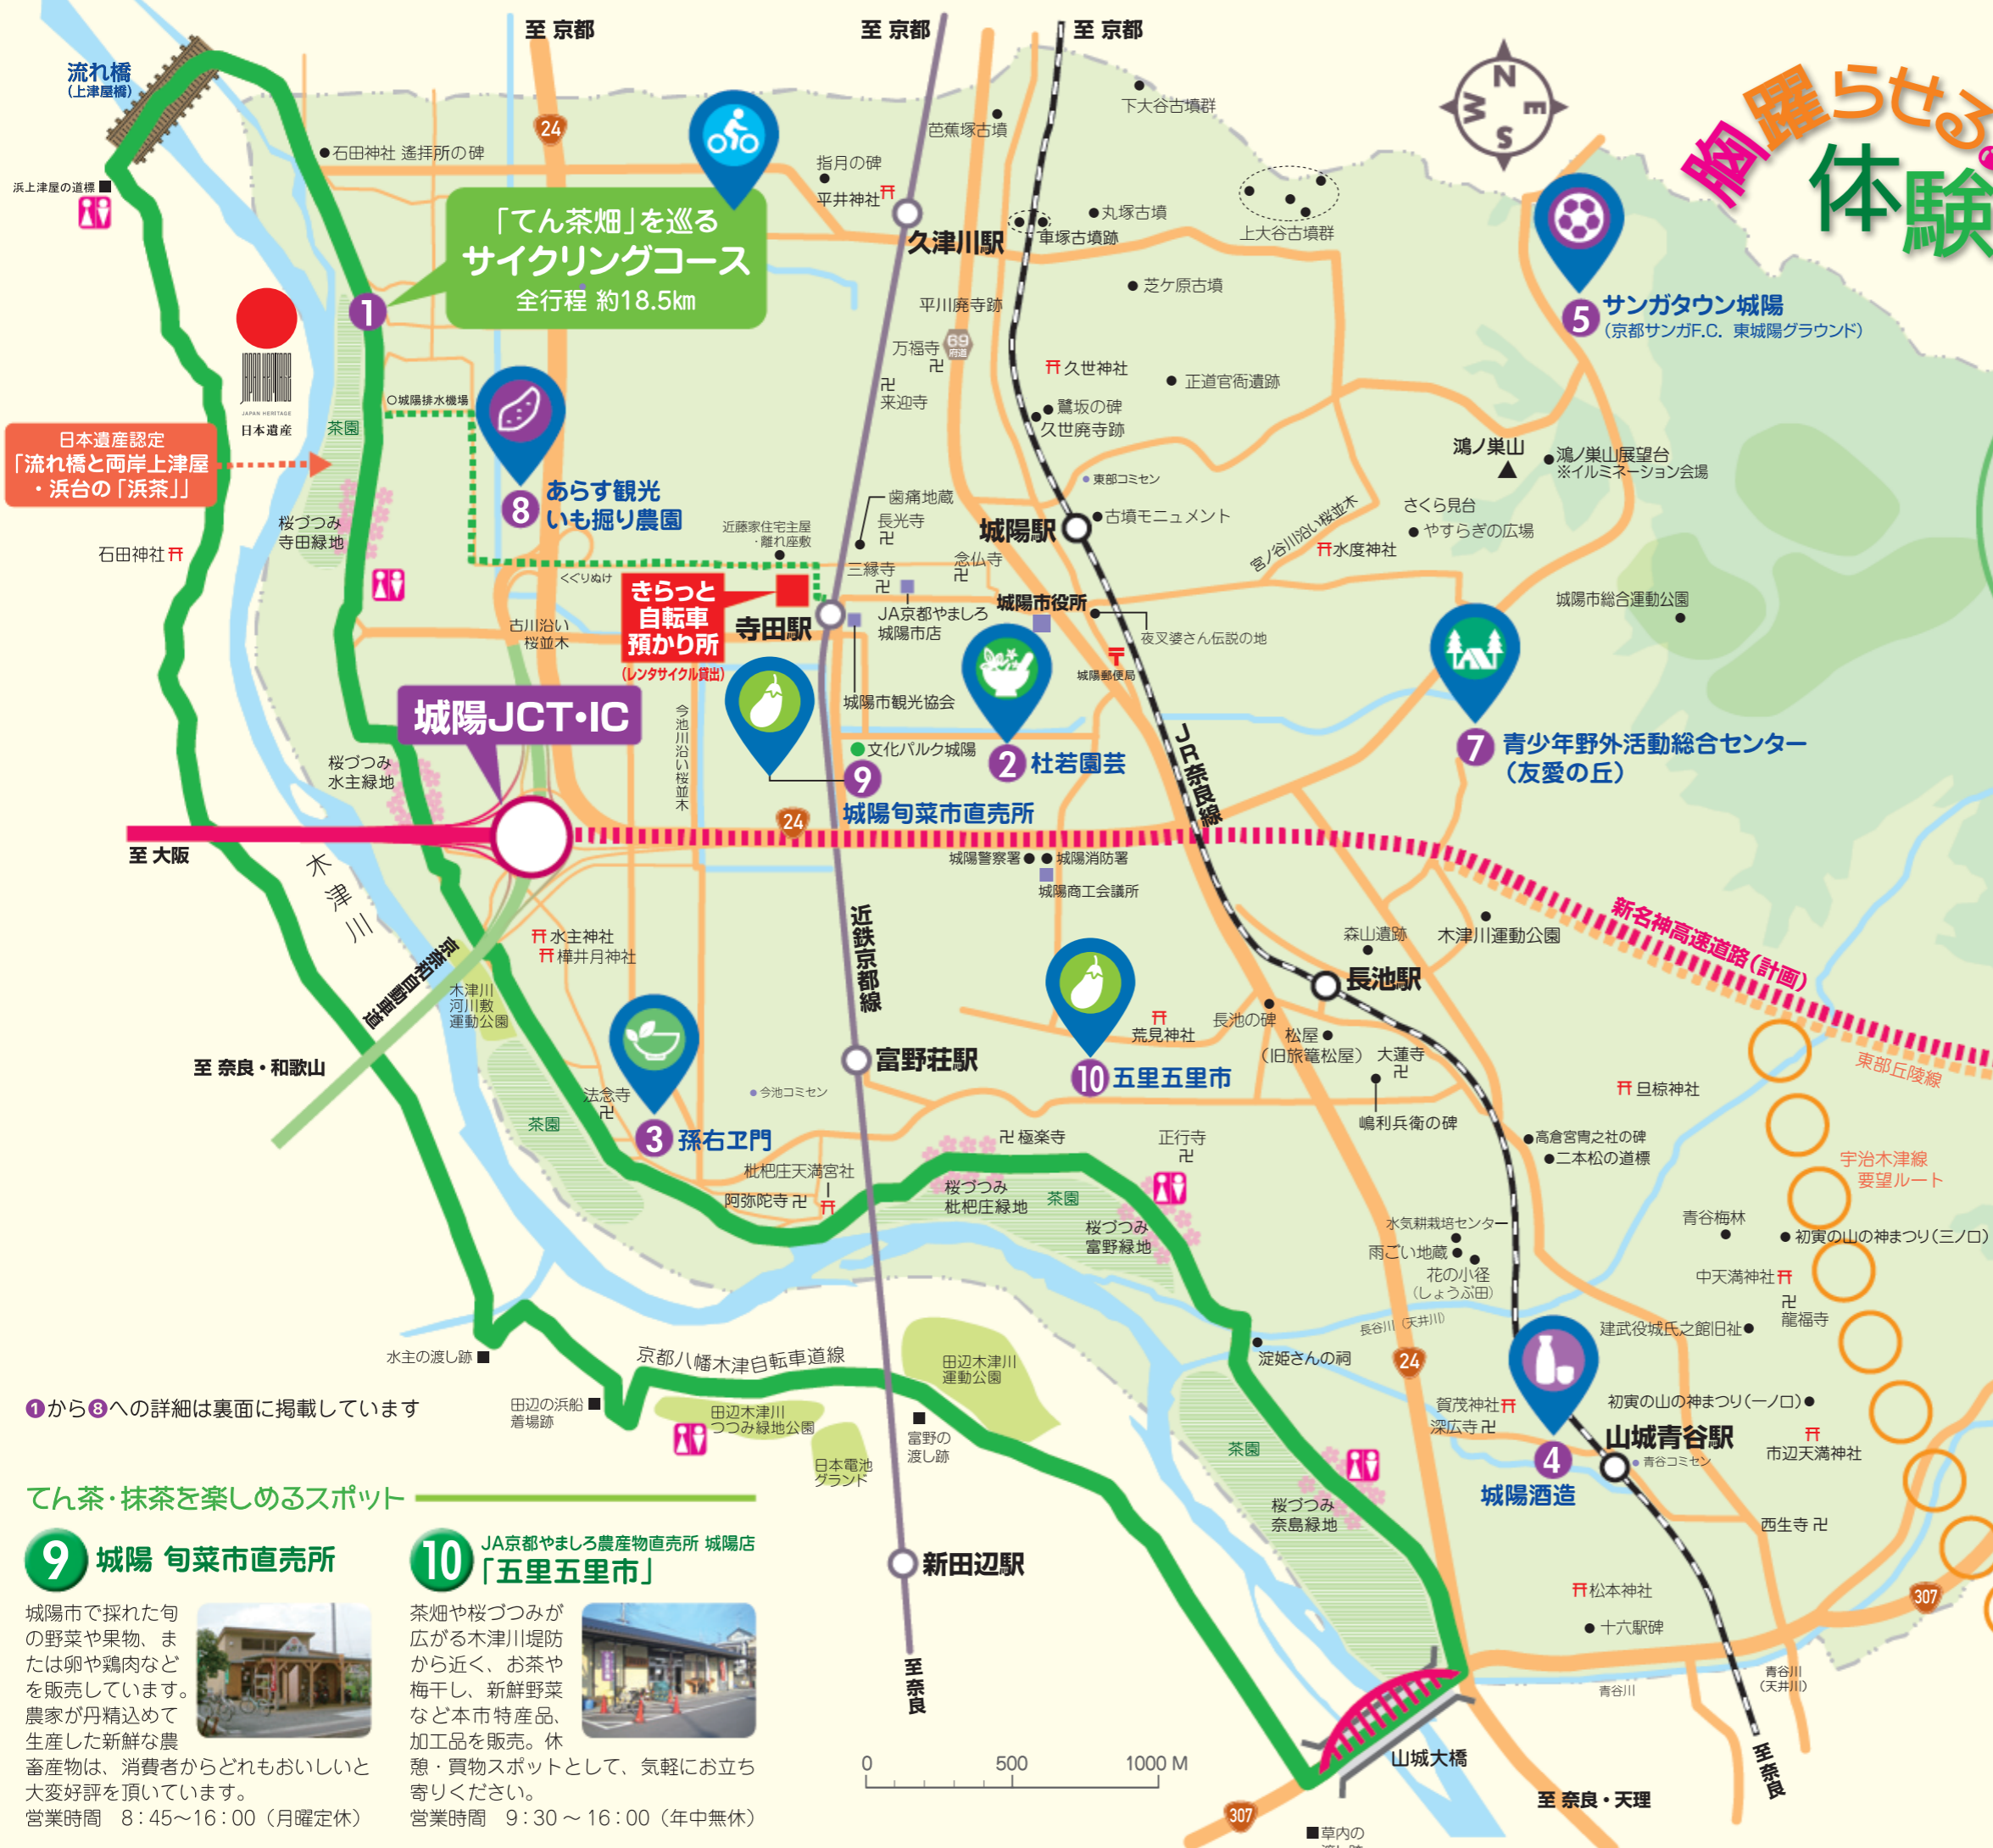 至 京都
至 京都
至 京都
流れ橋
(上津屋橋)
N
E
S
W
胸躍らせる
体験
24
下大谷古墳群
芭蕉塚古墳
石田神社 遙拝所の碑
浜上津屋の道標
指月の碑
平井神社
久津川駅
丸塚古墳
車塚古墳跡
上大谷古墳群
「てん茶畑」を巡る
サイクリングコース
全行程 約18.5km
1
5
サンガタウン城陽
(京都サンガF.C. 東城陽グラウンド)
芝ケ原古墳
平川廃寺跡
69
府道
万福寺
卍
卍
来迎寺
久世神社
正道官衙遺跡
鷺坂の碑
久世廃寺跡
JAPAN HERITAGE
日本遺産
茶園
城陽排水機場
日本遺産認定
「流れ橋と両岸上津屋
・浜台の「浜茶」」
8
あらす観光
いも掘り農園
桜づつみ
寺田緑地
石田神社
鴻ノ巣山
鴻ノ巣山展望台
※イルミネーション会場
東部コミセン
さくら見台
やすらぎの広場
宮ノ谷川沿い桜並木
水度神社
歯痛地蔵
長光寺
卍
近藤家住宅主屋
・離れ座敷
城陽駅
古墳モニュメント
三縁寺
卍
念仏寺
卍
くぐりぬけ
きらっと
自転車
預かり所
(レンタサイクル貸出)
寺田駅
JA京都やましろ
城陽市店
城陽市役所
夜叉婆さん伝説の地
城陽市総合運動公園
古川沿い
桜並木
城陽郵便局
城陽市観光協会
今池川沿い桜並木
城陽JCT・IC
文化パルク城陽
9
城陽旬菜市直売所
2
杜若園芸
JR奈良線
7
青少年野外活動総合センター
(友愛の丘)
桜づつみ
水主緑地
24
至 大阪
木津川
城陽警察署
城陽消防署
城陽商工会議所
新名神高速道路(計画)
東部丘陵線
近鉄京都線
水主神社
樺井月神社
京奈和自動車道
木津川
河川敷
運動公園
至 奈良・和歌山
森山遺跡
木津川運動公園
長池駅
長池の碑
荒見神社
松屋
(旧旅籠松屋)
大蓮寺
卍
嶋利兵衛の碑
富野荘駅
10
五里五里市
旦椋神社
高倉宮冑之社の碑
二本松の道標
宇治木津線
要望ルート
法念寺
卍
今池コミセン
茶園
3
孫右ヱ門
枇杷庄天満宮社
阿弥陀寺 卍
卍 極楽寺
正行寺
卍
桜づつみ
枇杷庄緑地
茶園
桜づつみ
富野緑地
水気耕栽培センター
雨ごい地蔵
花の小径
(しょうぶ田)
青谷梅林
初寅の山の神まつり(三ノ口)
中天満神社
卍
龍福寺
建武役城氏之館旧祉
長谷川 (天井川)
淀姫さんの祠
24
水主の渡し跡
京都八幡木津自転車道線
田辺木津川
運動公園
❶から❽への詳細は裏面に掲載しています
田辺の浜船
着場跡
田辺木津川
つつみ緑地公園
日本電池
グランド
富野の
渡し跡
賀茂神社
深広寺 卍
初寅の山の神まつり(一ノ口)
山城青谷駅
青谷コミセン
市辺天満神社
4
城陽酒造
茶園
桜づつみ
奈島緑地
西生寺 卍
てん茶・抹茶を楽しめるスポット
9 城陽 旬菜市直売所
城陽市で採れた旬
の野菜や果物、ま
たは卵や鶏肉など
を販売しています。
農家が丹精込めて
生産した新鮮な農
畜産物は、消費者からどれもおいしいと
大変好評を頂いています。
営業時間 8:45〜16:00(月曜定休)
10 JA京都やましろ農産物直売所 城陽店
「五里五里市」
茶畑や桜づつみが
広がる木津川堤防
から近く、お茶や
梅干し、新鮮野菜
など本市特産品、
加工品を販売。休
憩・買物スポットとして、気軽にお立ち
寄りください。
営業時間 9:30 〜 16:00(年中無休)
新田辺駅
至奈良
松本神社
十六駅碑
307
青谷川
(天井川)
青谷川
0 500 1000 M
山城大橋
至奈良
至 奈良・天理
307
草内の